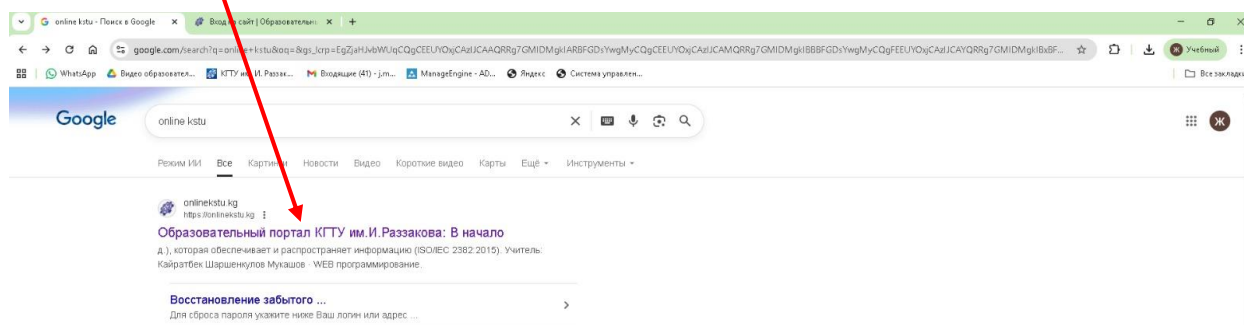 online kstu - Поиск в Google
Вход на сайт | Образовательн
google.com/search?q=online+kstu&oq=
WhatsApp
Видео образовател...
КГТУ им. И. Раззак...
Входящие (41) - j.m...
ManageEngine - AD...
Яндекс
Система управлен...
Учебный
Все закладки
Google
online kstu
Ж
Режим ИИ
Все
Картинки
Новости
Видео
Короткие видео
Карты
Ещё
Инструменты
onlinekstu.kg
https://onlinekstu.kg
Образовательный портал КГТУ им.И.Раззакова: В начало
д.), которая обеспечивает и распространяет информацию (ISO/IEC 2382:2015). Учитель:
Кайратбек Шаршенкулов Мукашов · WEB программирование.
Восстановление забытого ...
Для сброса пароля укажите ниже Ваш логин или адрес ...